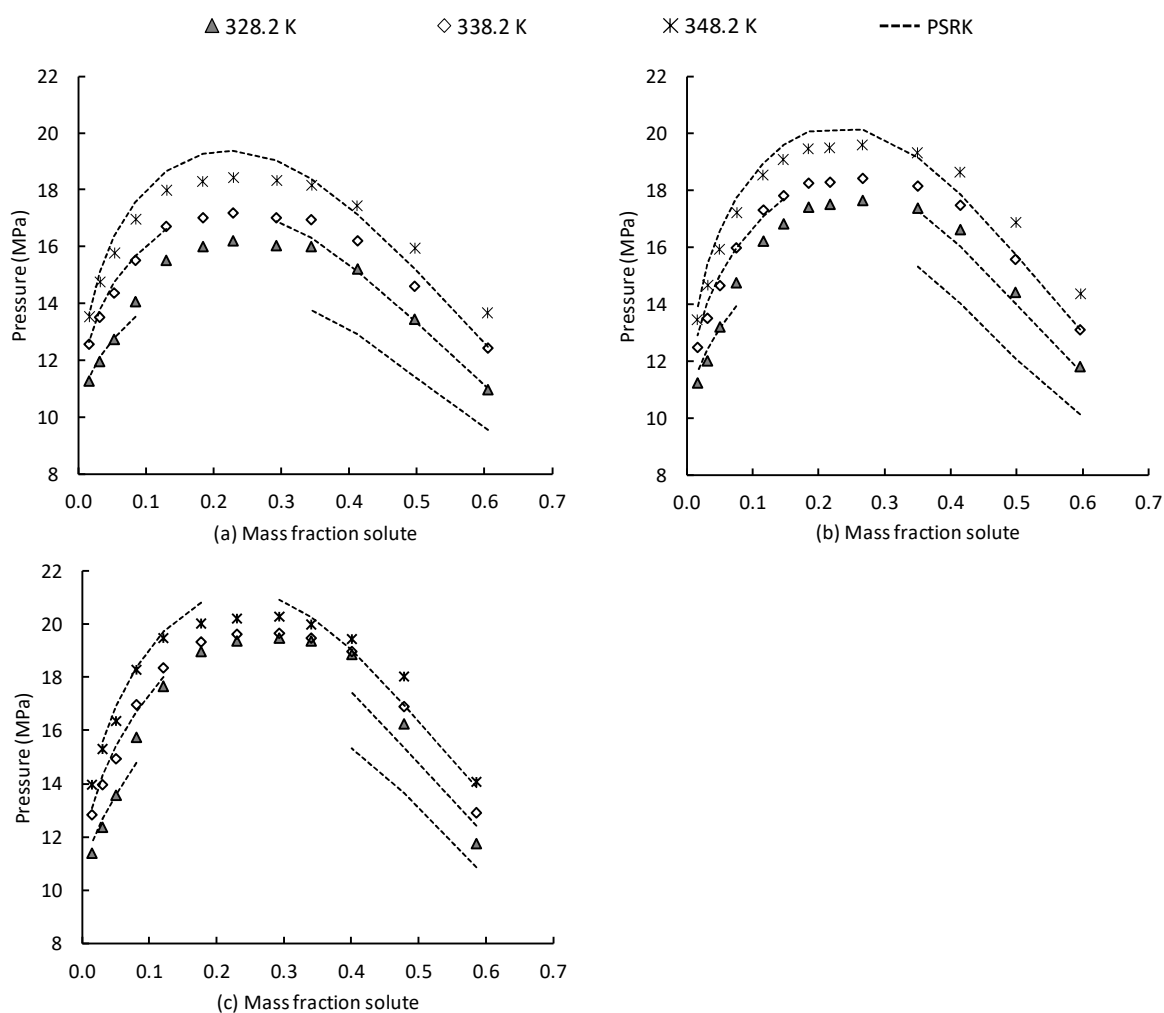 328.2 K 338.2 K 348.2 K PSRK
22
20
18
16
14
12
10
8
Pressure (MPa)
0.0 0.1 0.2 0.3 0.4 0.5 0.6 0.7
(a) Mass fraction solute
22
20
18
16
14
12
10
8
Pressure (MPa)
0.0 0.1 0.2 0.3 0.4 0.5 0.6 0.7
(b) Mass fraction solute
22
20
18
16
14
12
10
8
Pressure (MPa)
0.0 0.1 0.2 0.3 0.4 0.5 0.6 0.7
(c) Mass fraction solute